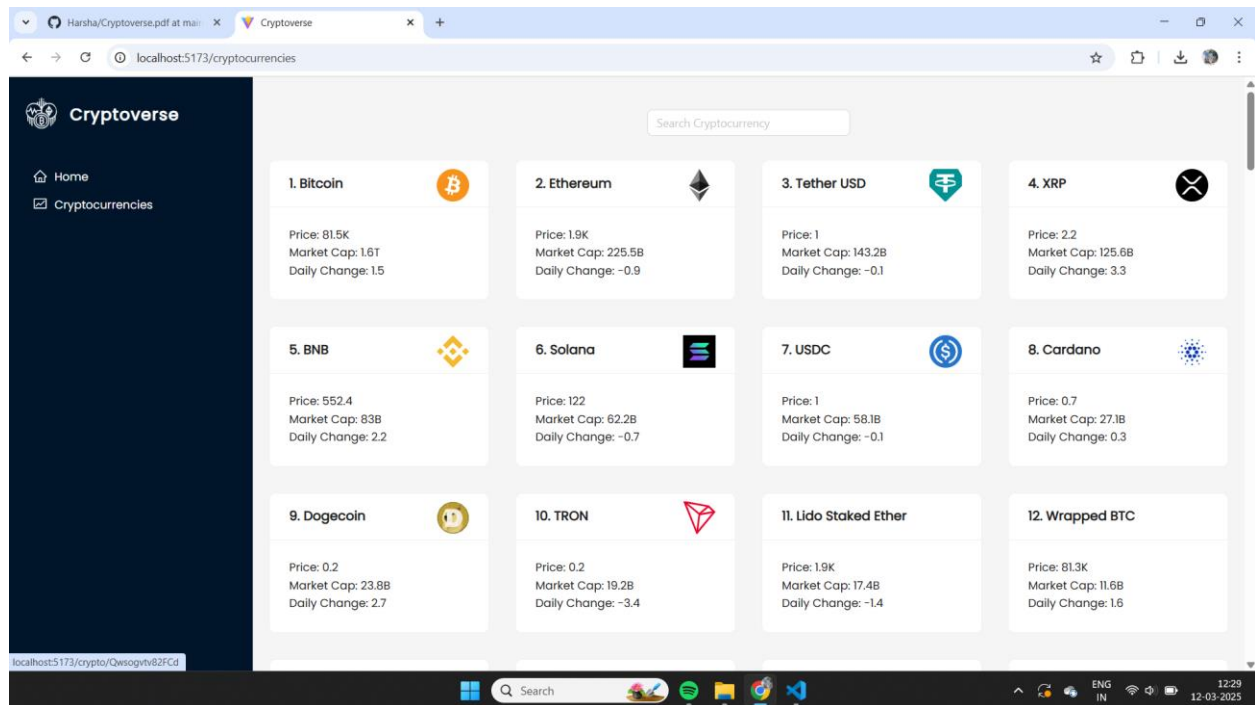 Harsha/Cryptoverse.pdf at mai
Cryptoverse
localhost:5173/cryptocurrencies
Cryptoverse
Home
Cryptocurrencies
Search Cryptocurrency
1. Bitcoin
Price: 81.5K
Market Cap: 1.6T
Daily Change: 1.5
2. Ethereum
Price: 1.9K
Market Cap: 225.5B
Daily Change: -0.9
3. Tether USD
Price: 1
Market Cap: 143.2B
Daily Change: -0.1
4. XRP
Price: 2.2
Market Cap: 125.6B
Daily Change: 3.3
5. BNB
Price: 552.4
Market Cap: 83B
Daily Change: 2.2
6. Solana
Price: 122
Market Cap: 62.2B
Daily Change: -0.7
7. USDC
Price: 1
Market Cap: 58.1B
Daily Change: -0.1
8. Cardano
Price: 0.7
Market Cap: 27.1B
Daily Change: 0.3
9. Dogecoin
Price: 0.2
Market Cap: 23.8B
Daily Change: 2.7
10. TRON
Price: 0.2
Market Cap: 19.2B
Daily Change: -3.4
11. Lido Staked Ether
Price: 1.9K
Market Cap: 17.4B
Daily Change: -1.4
12. Wrapped BTC
Price: 81.3K
Market Cap: 11.6B
Daily Change: 1.6
localhost:5173/crypto/Qwsogvtv82FCd
Search
ENG
IN
12:29
12-03-2025